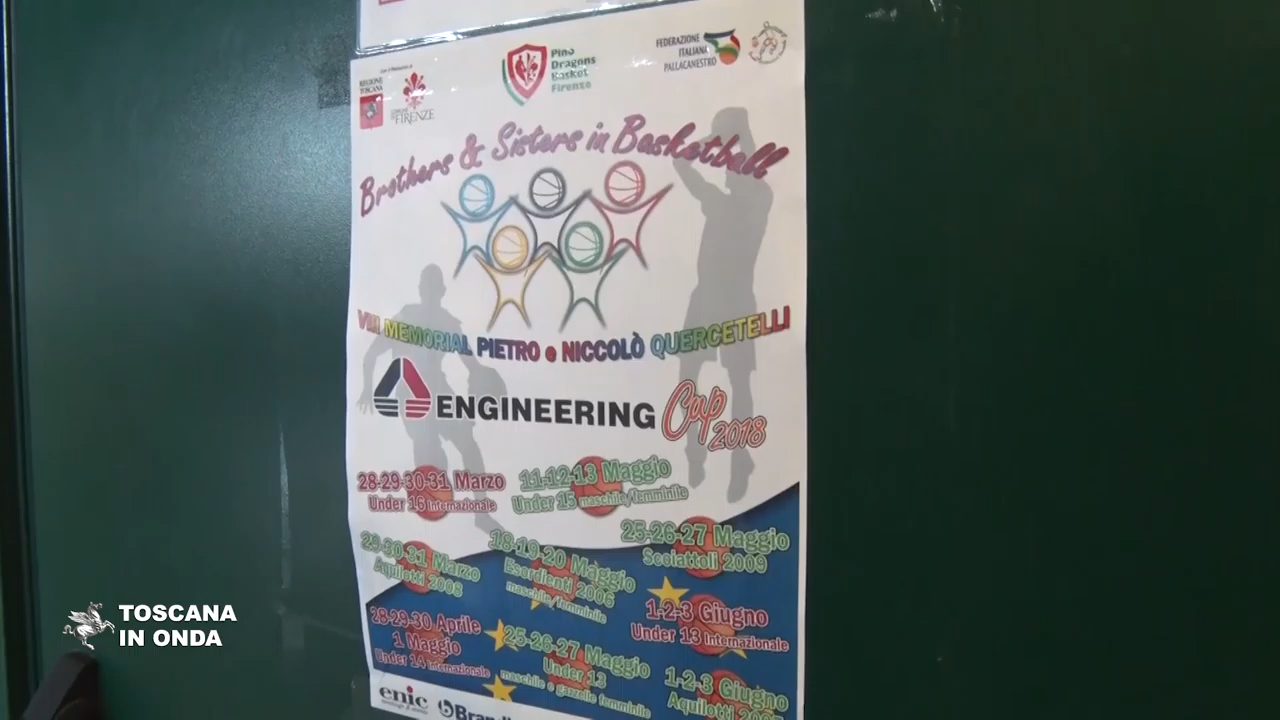 REGIONE TOSCANA
FIRENZE
Pino
Dragons
Basket
Firenze
FEDERAZIONE
ITALIANA
PALLACANESTRO
Brothers & Sisters in Basketball
VIII MEMORIAL PIETRO e NICCOLÒ QUERCETELLI
ENGINEERING Cup 2018
28-29-30-31 Marzo
Under 16 Internazionale
11-12-13 Maggio
Under 15 maschile/femminile
25-26-27 Maggio
Scoiattoli 2009
29-30-31 Marzo
Aquilotti 2008
18-19-20 Maggio
Esordienti 2006
maschile/femminile
1-2-3 Giugno
Under 13 Internazionale
28-29-30 Aprile
1 Maggio
Under 14 Internazionale
25-26-27 Maggio
Under 13
maschile e gazzelle femminile
1-2-3 Giugno
Aquilotti
enic
TOSCANA
IN ONDA